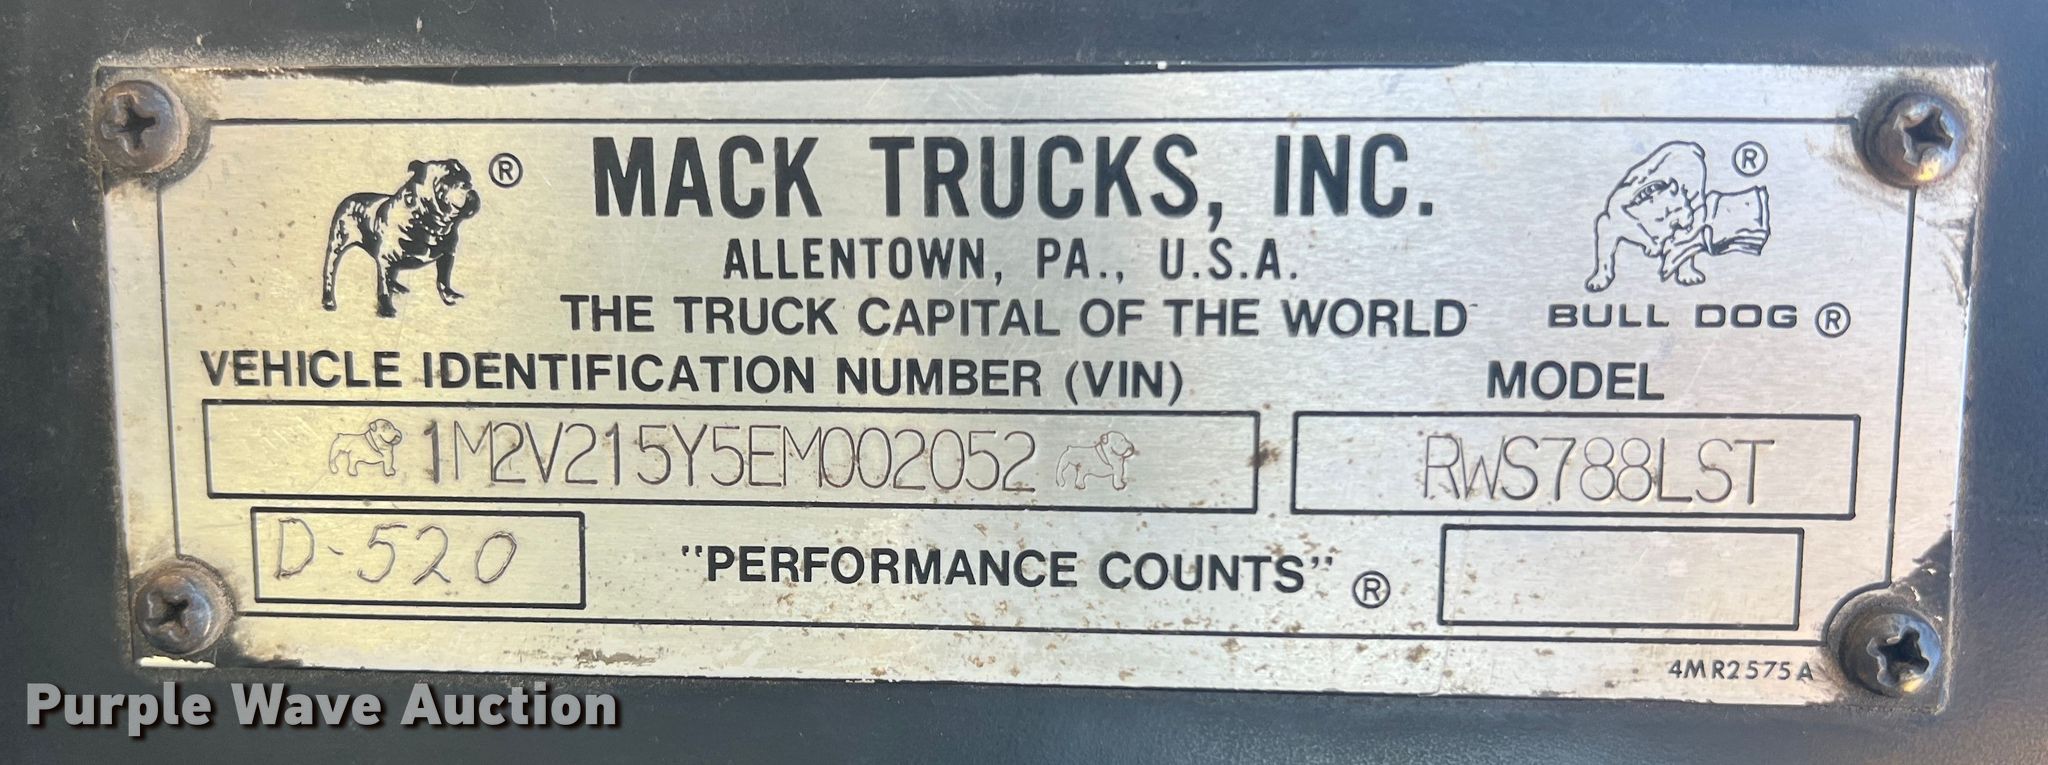 ®
MACK TRUCKS, INC.
®
ALLENTOWN, PA., U.S.A.
THE TRUCK CAPITAL OF THE WORLD
BULL DOG ®
VEHICLE IDENTIFICATION NUMBER (VIN)
MODEL
1M2V215Y5EM002052
RWS788LST
D-520
"PERFORMANCE COUNTS" ®
4MR2575A
Purple Wave Auction